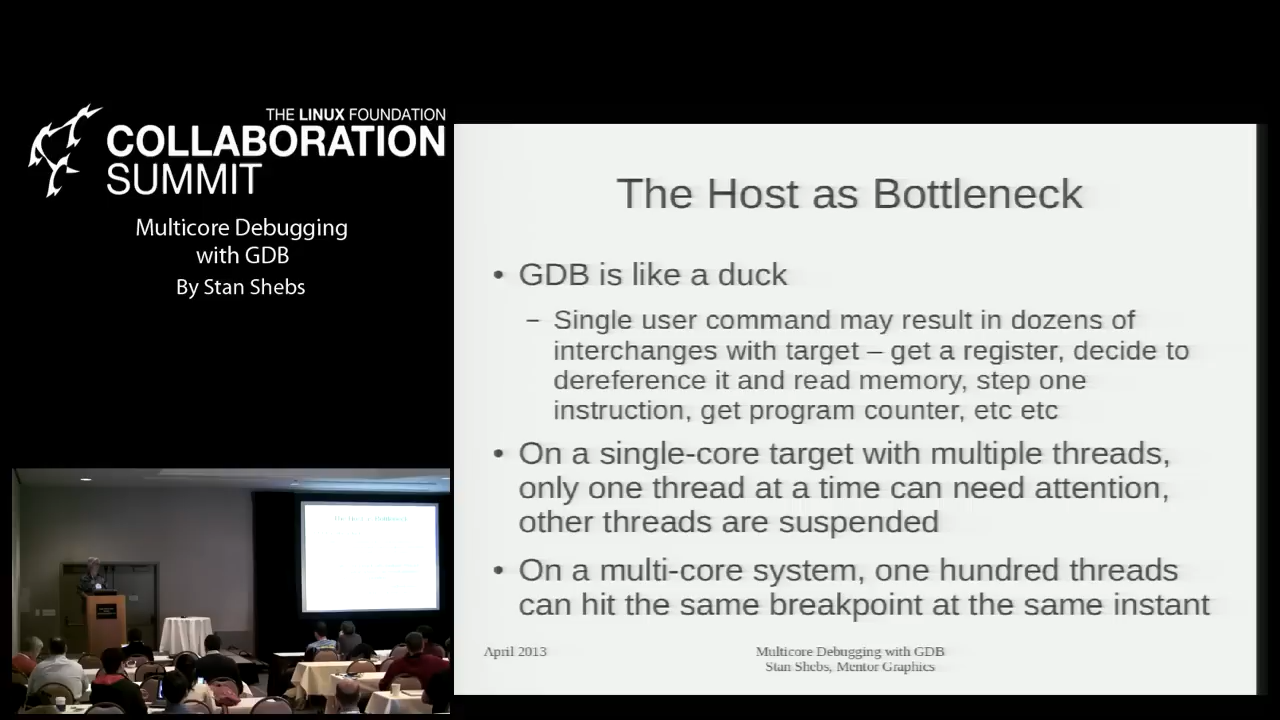 THE LINUX FOUNDATION
COLLABORATION
SUMMIT
Multicore Debugging
with GDB
By Stan Shebs
The Host as Bottleneck
• GDB is like a duck
– Single user command may result in dozens of
interchanges with target – get a register, decide to
dereference it and read memory, step one
instruction, get program counter, etc etc
• On a single-core target with multiple threads,
only one thread at a time can need attention,
other threads are suspended
• On a multi-core system, one hundred threads
can hit the same breakpoint at the same instant
April 2013
Multicore Debugging with GDB
Stan Shebs, Mentor Graphics
The Host as Bottleneck